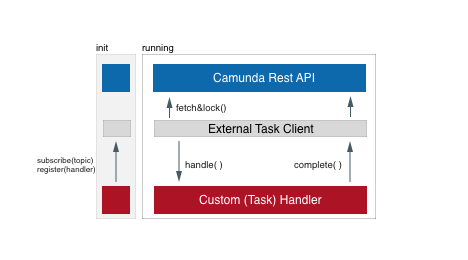 init
running
Camunda Rest API
fetch&lock()
External Task Client
subscribe(topic)
register(handler)
handle( )
complete( )
Custom (Task) Handler